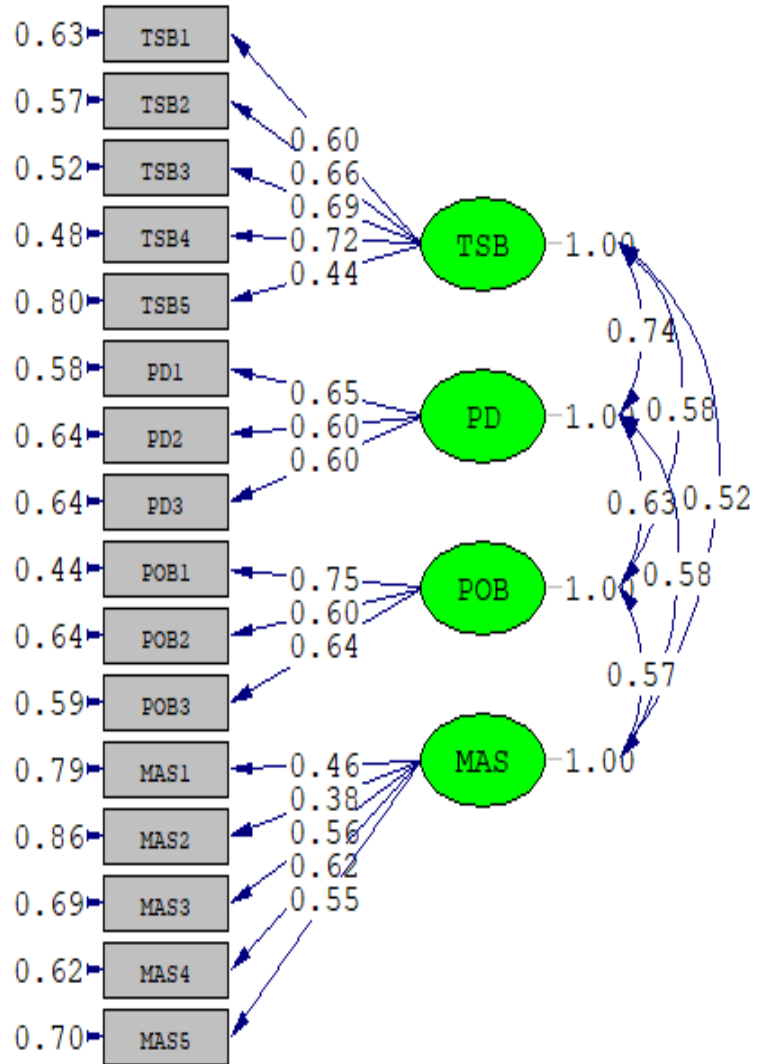 0.63 TSB1
0.57 TSB2
0.52 TSB3
0.48 TSB4
0.80 TSB5
0.58 PD1
0.64 PD2
0.64 PD3
0.44 POB1
0.64 POB2
0.59 POB3
0.79 MAS1
0.86 MAS2
0.69 MAS3
0.62 MAS4
0.70 MAS5
0.60
0.66
0.69
0.72
0.44
0.65
0.60
0.60
0.75
0.60
0.64
0.46
0.38
0.56
0.62
0.55
TSB 1.00
PD 1.00
POB 1.00
MAS 1.00
0.74
0.58
0.52
0.63
0.58
0.57